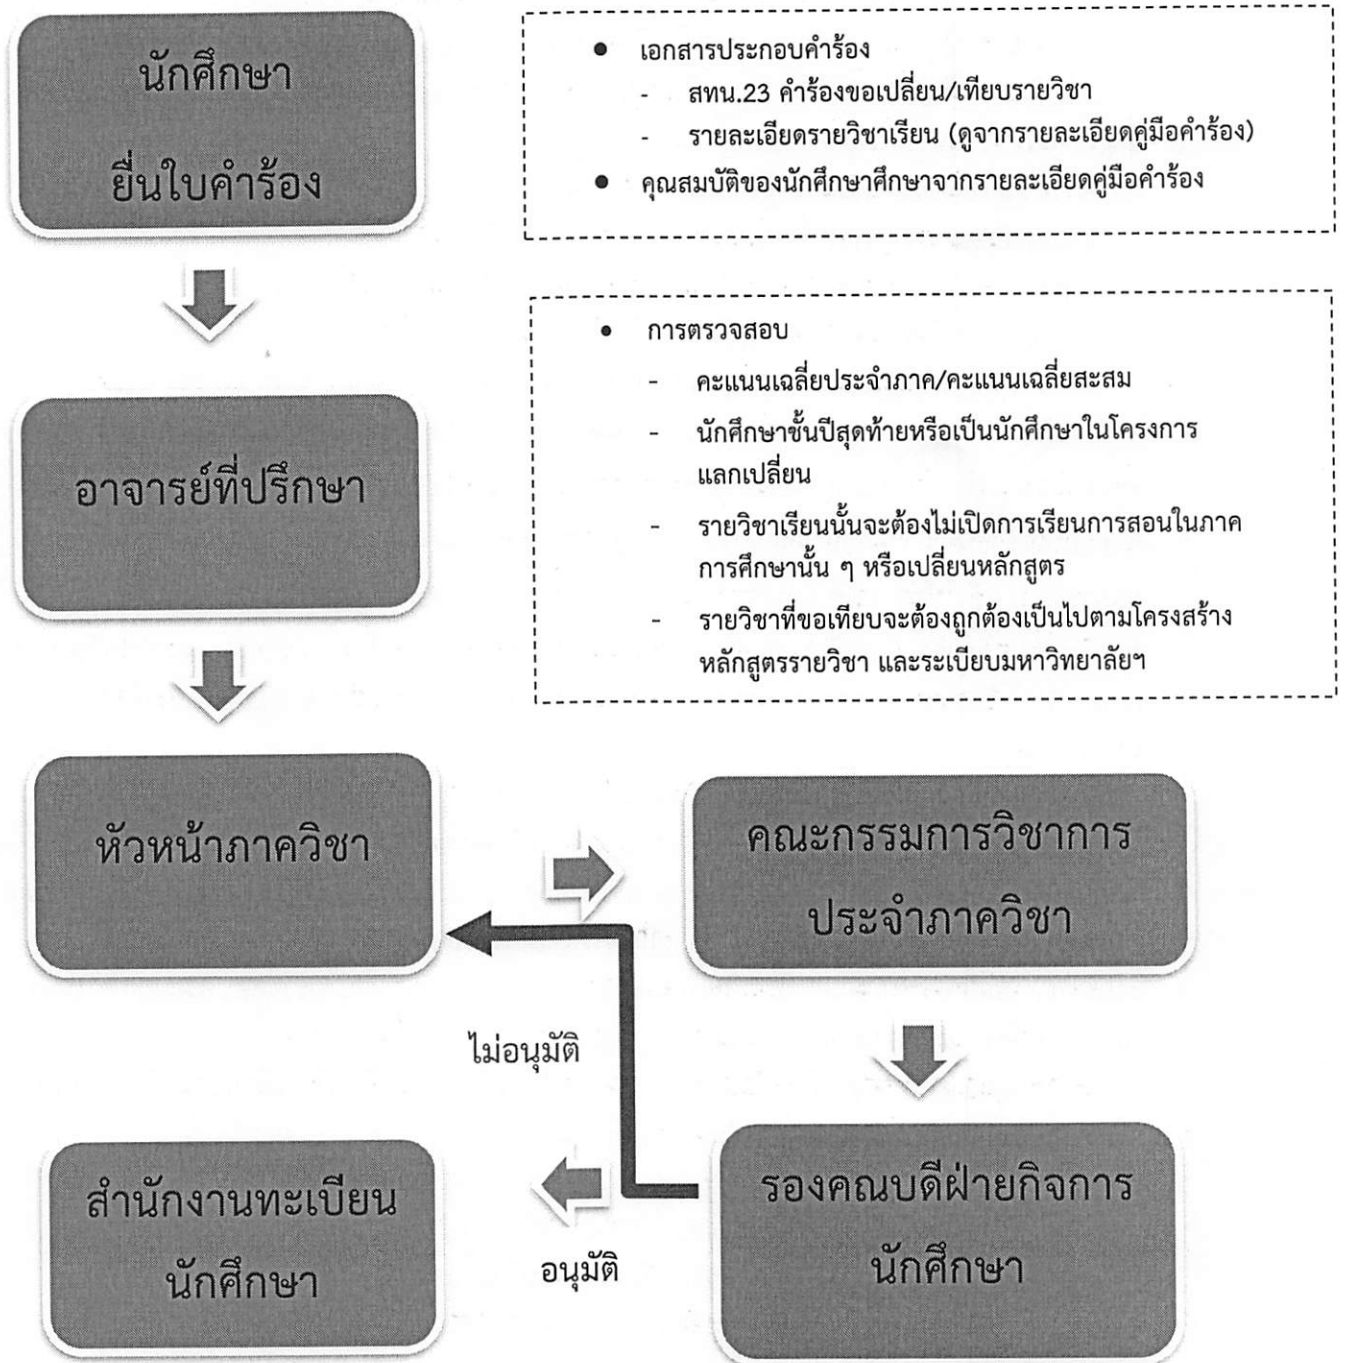 นักศึกษา
ยื่นใบคำร้อง
● เอกสารประกอบคำร้อง
- สทน.23 คำร้องขอเปลี่ยน/เทียบรายวิชา
- รายละเอียดรายวิชาเรียน (ดูจากรายละเอียดคู่มือคำร้อง)
● คุณสมบัติของนักศึกษาศึกษาจากรายละเอียดคู่มือคำร้อง
อาจารย์ที่ปรึกษา
● การตรวจสอบ
- คะแนนเฉลี่ยประจำภาค/คะแนนเฉลี่ยสะสม
- นักศึกษาชั้นปีสุดท้ายหรือเป็นนักศึกษาในโครงการ
แลกเปลี่ยน
- รายวิชาเรียนนั้นจะต้องไม่เปิดการเรียนการสอนในภาค
การศึกษานั้น ๆ หรือเปลี่ยนหลักสูตร
- รายวิชาที่ขอเทียบจะต้องถูกต้องเป็นไปตามโครงสร้าง
หลักสูตรรายวิชา และระเบียบมหาวิทยาลัยฯ
หัวหน้าภาควิชา
คณะกรรมการวิชาการ
ประจำภาควิชา
ไม่อนุมัติ
รองคณบดีฝ่ายกิจการ
นักศึกษา
อนุมัติ
สำนักงานทะเบียน
นักศึกษา